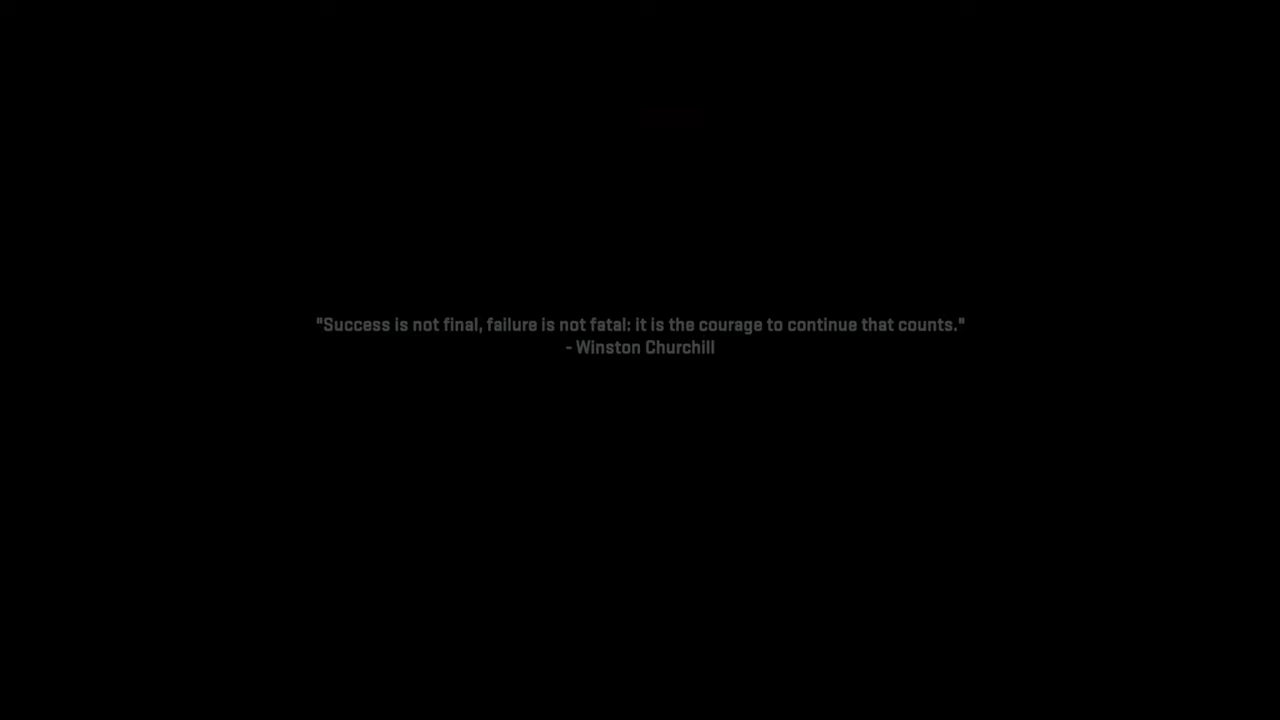 "Success is not final, failure is not fatal: it is the courage to continue that counts."
- Winston Churchill